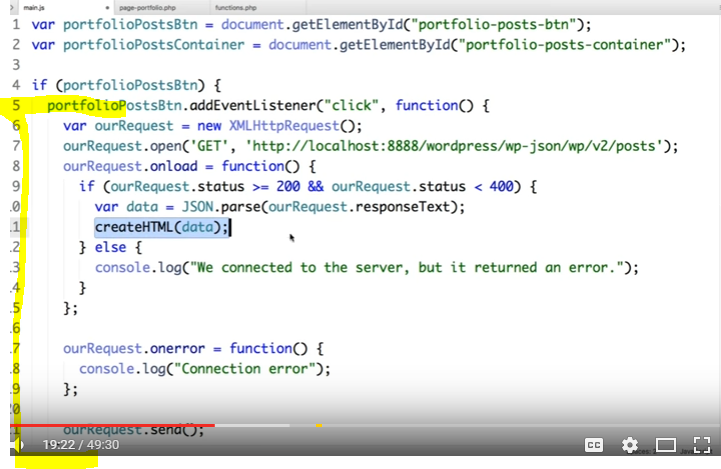 main.js page-portfolio.php functions.php
1 var portfolioPostsBtn = document.getElementById("portfolio-posts-btn");
2 var portfolioPostsContainer = document.getElementById("portfolio-posts-container");
3
4 if (portfolioPostsBtn) {
5 portfolioPostsBtn.addEventListener("click", function() {
6 var ourRequest = new XMLHttpRequest();
7 ourRequest.open('GET', 'http://localhost:8888/wordpress/wp-json/wp/v2/posts');
8 ourRequest.onload = function() {
9 if (ourRequest.status >= 200 && ourRequest.status < 400) {
.0 var data = JSON.parse(ourRequest.responseText);
.1 createHTML(data);
.2 } else {
.3 console.log("We connected to the server, but it returned an error.");
.4 }
.5 };
.7 ourRequest.onerror = function() {
.8 console.log("Connection error");
.9 };
20
ourRequest.send();
19:22 / 49:30 CC